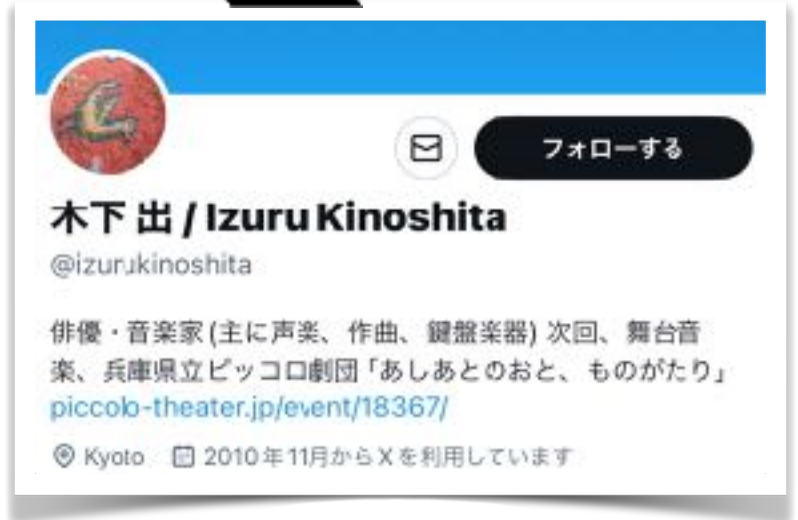 フォローする
木下 出 / Izuru Kinoshita
@izurukinoshita
俳優・音楽家(主に声楽、作曲、鍵盤楽器) 次回、舞台音
楽、兵庫県立ピッコロ劇団「あしあとのおと、ものがたり」
piccolo-theater.jp/event/18367/
Kyoto 2010年11月からXを利用しています